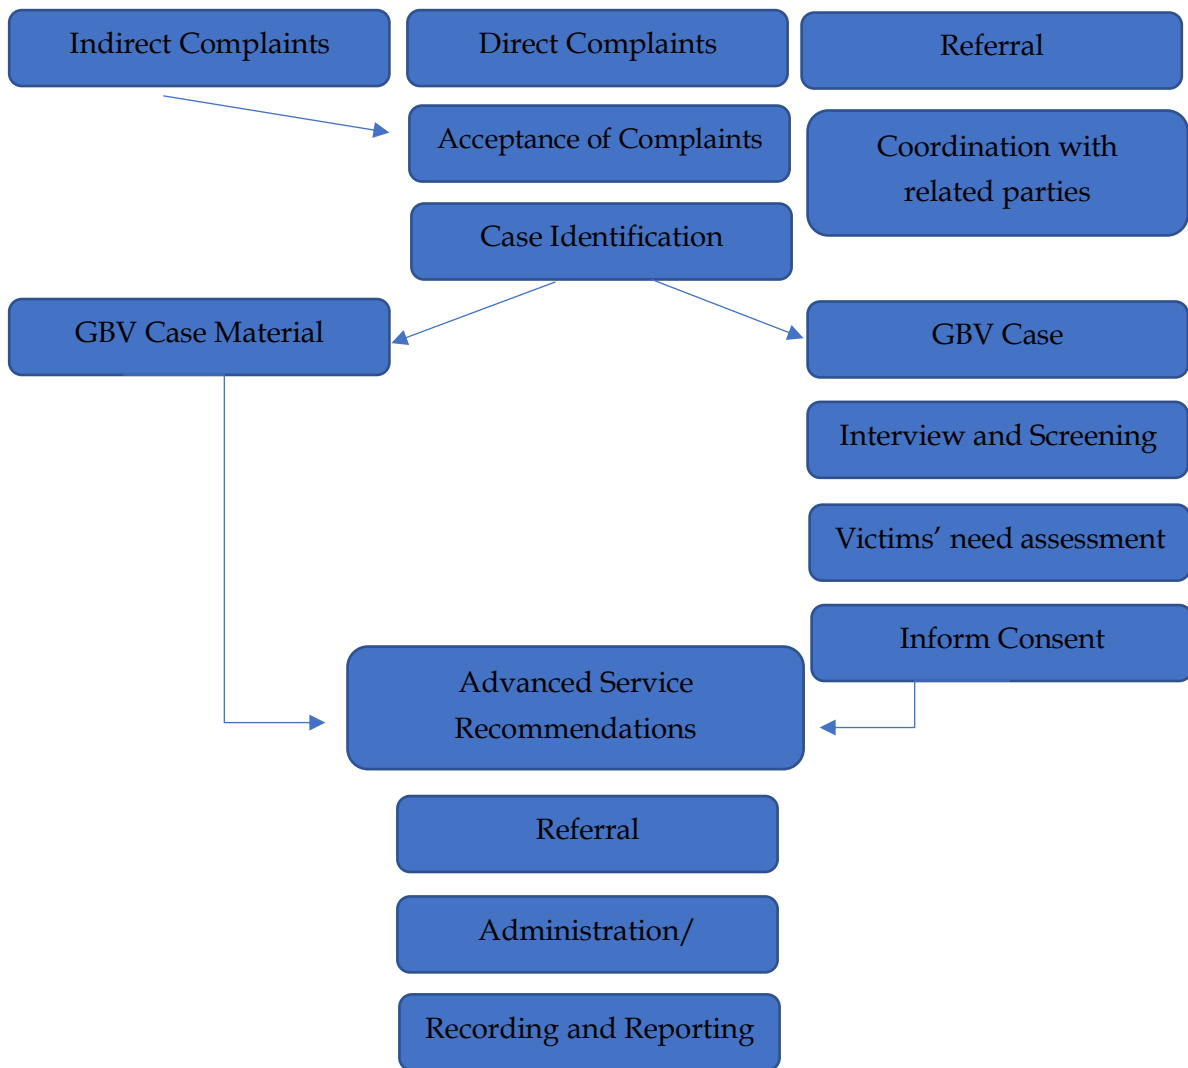 Indirect Complaints
Direct Complaints
Referral
Acceptance of Complaints
Coordination with
related parties
Case Identification
GBV Case Material
GBV Case
Interview and Screening
Victims’ need assessment
Inform Consent
Advanced Service
Recommendations
Referral
Administration/
Recording and Reporting